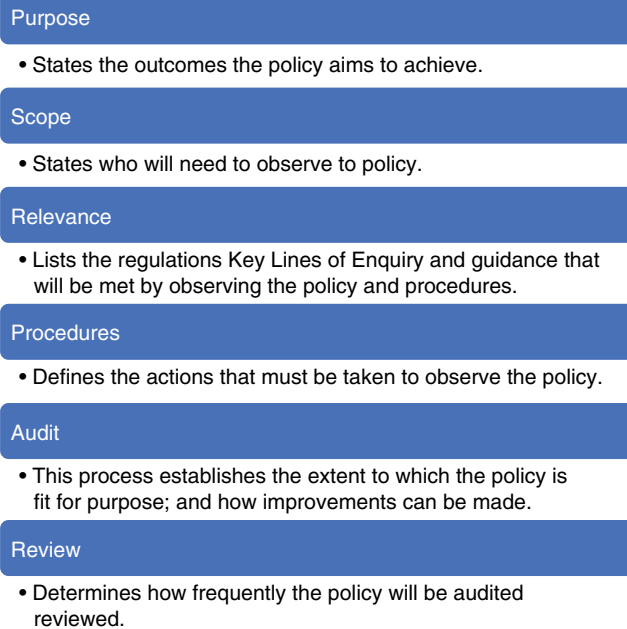 Purpose
• States the outcomes the policy aims to achieve.
Scope
• States who will need to observe to policy.
Relevance
• Lists the regulations Key Lines of Enquiry and guidance that
will be met by observing the policy and procedures.
Procedures
• Defines the actions that must be taken to observe the policy.
Audit
• This process establishes the extent to which the policy is
fit for purpose; and how improvements can be made.
Review
• Determines how frequently the policy will be audited
reviewed.